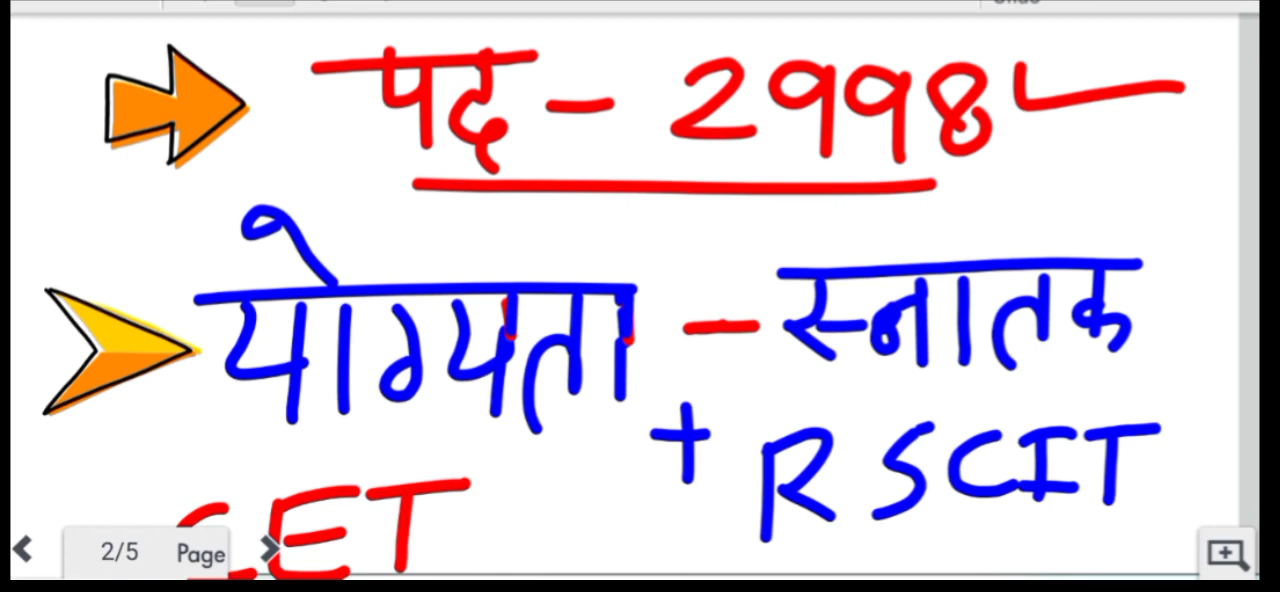 पद - 2998
योग्यता - स्नातक
+ RSCIT
CET
2/5 Page